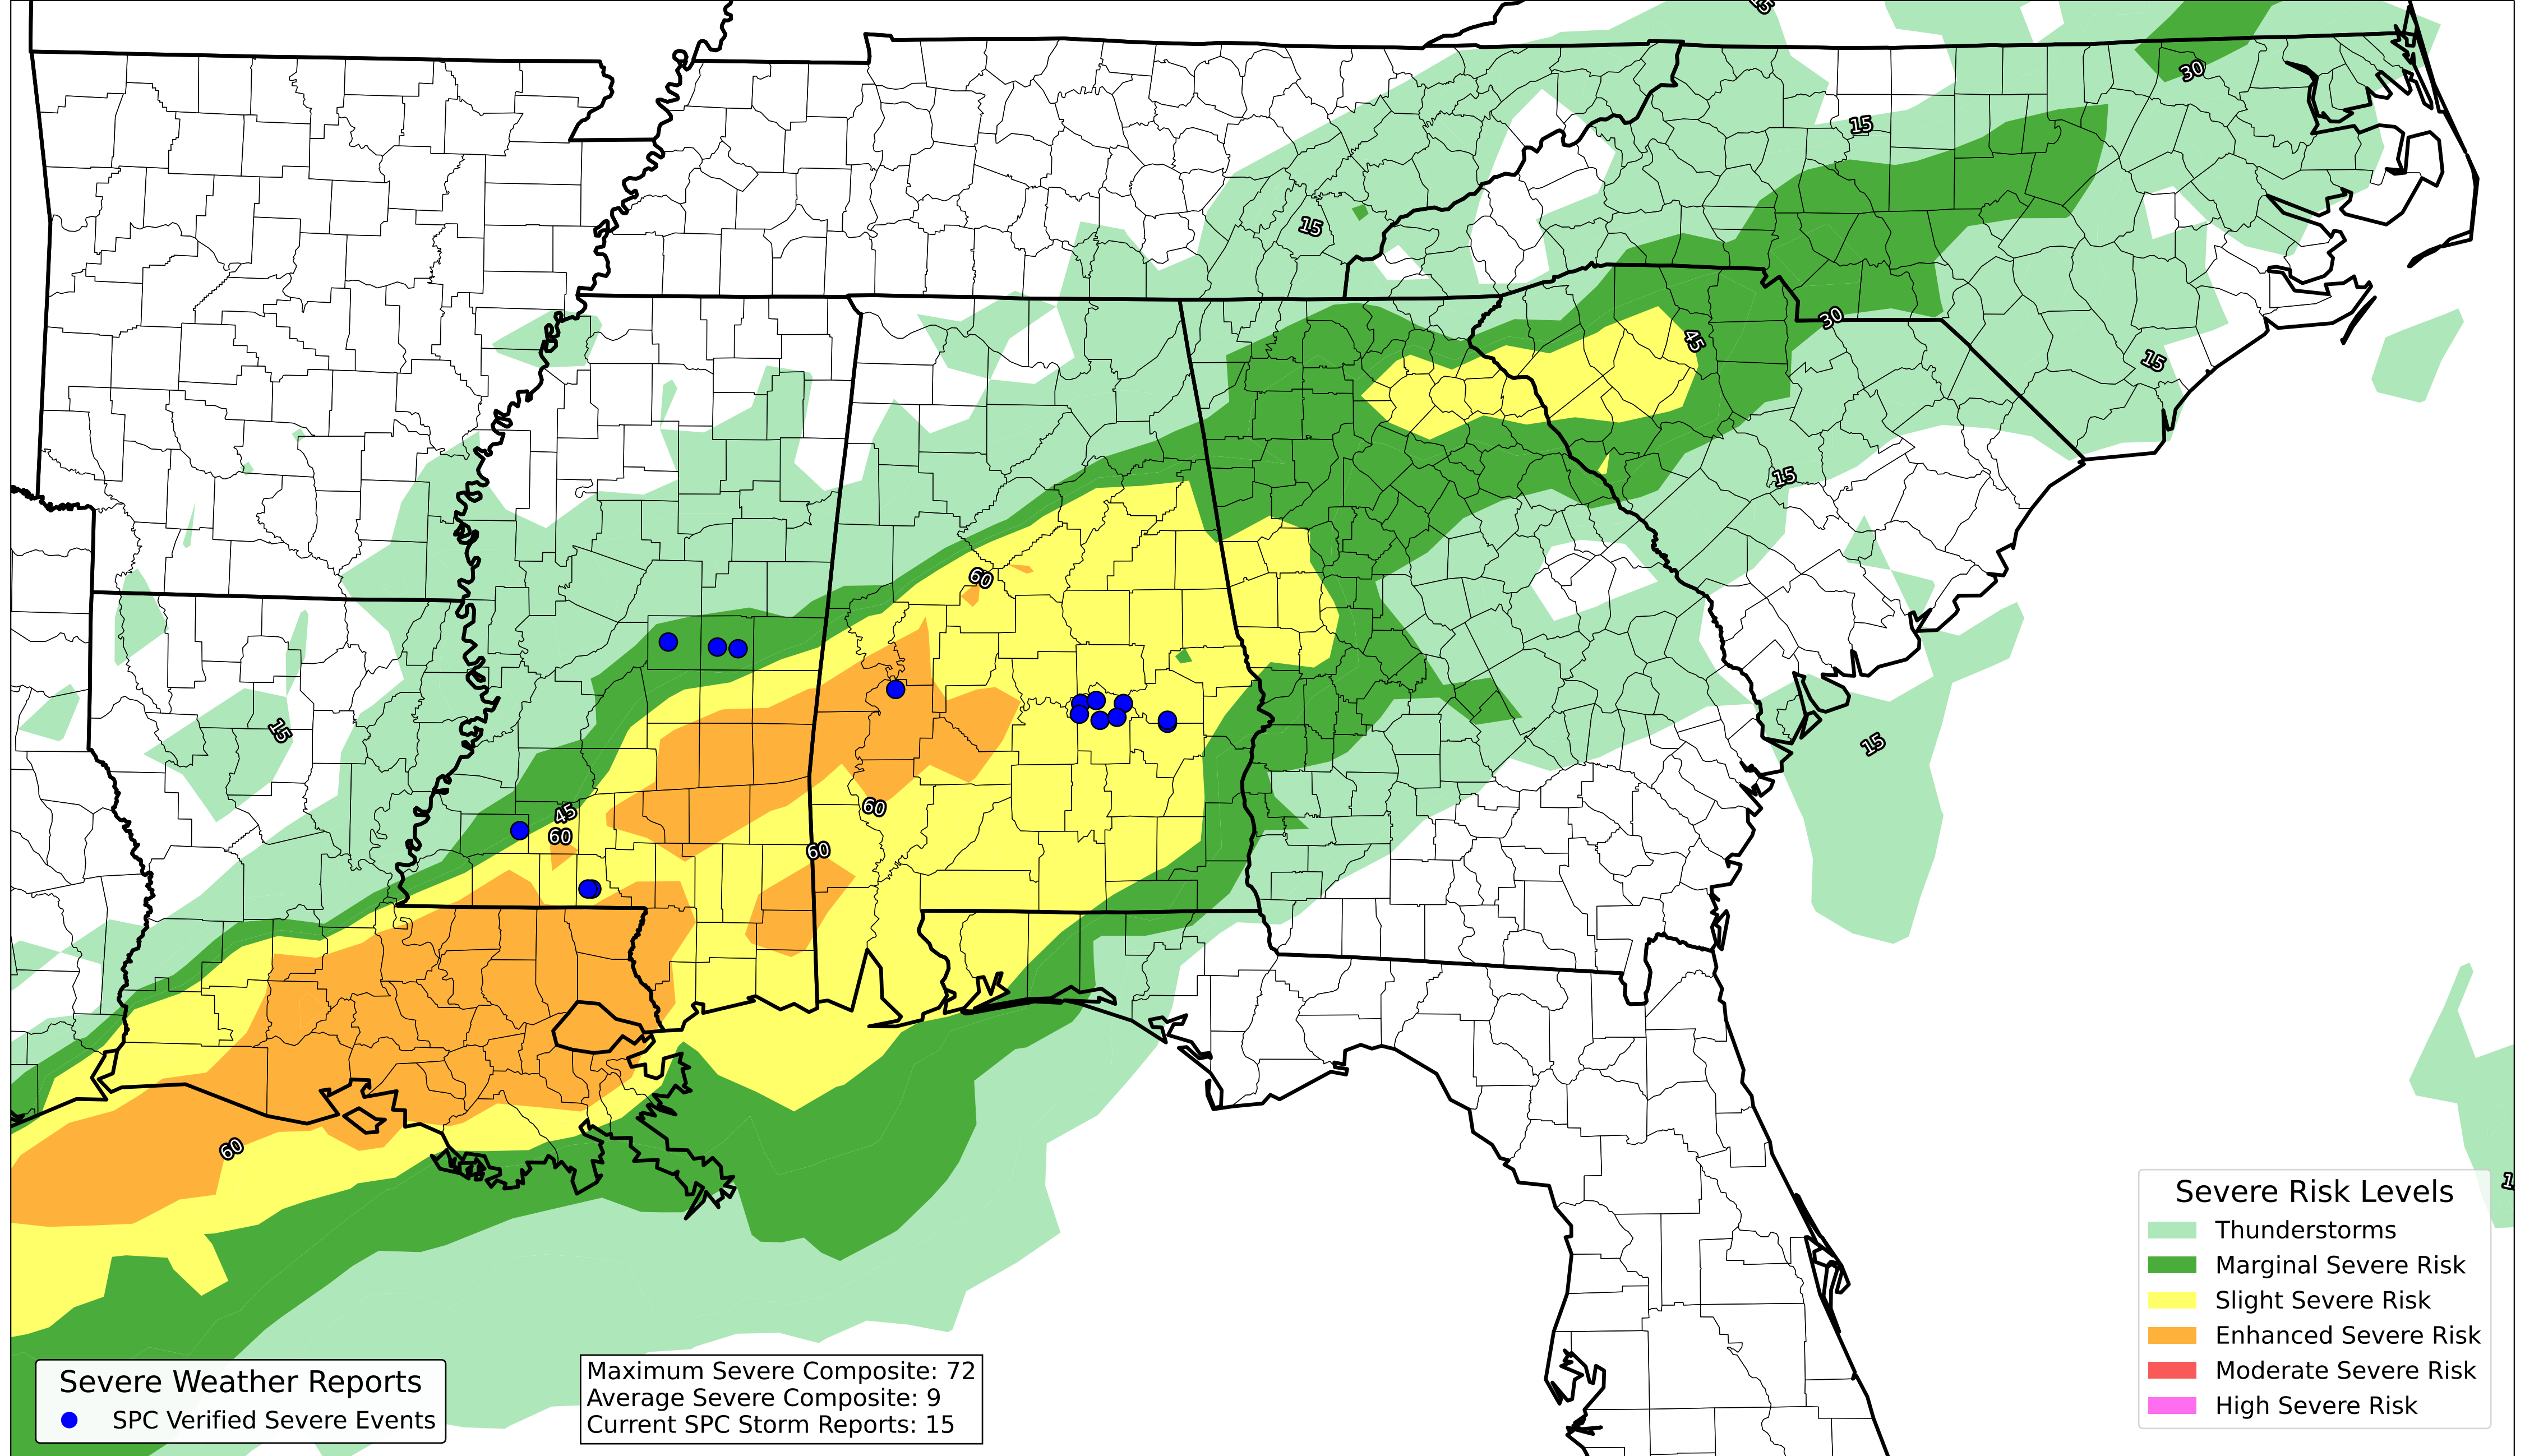 15
30
15
15
30
45
15
15
60
15
15
45
60
60
60
60
Severe Risk Levels
Thunderstorms
Marginal Severe Risk
Slight Severe Risk
Enhanced Severe Risk
Moderate Severe Risk
High Severe Risk
Severe Weather Reports
SPC Verified Severe Events
Maximum Severe Composite: 72
Average Severe Composite: 9
Current SPC Storm Reports: 15